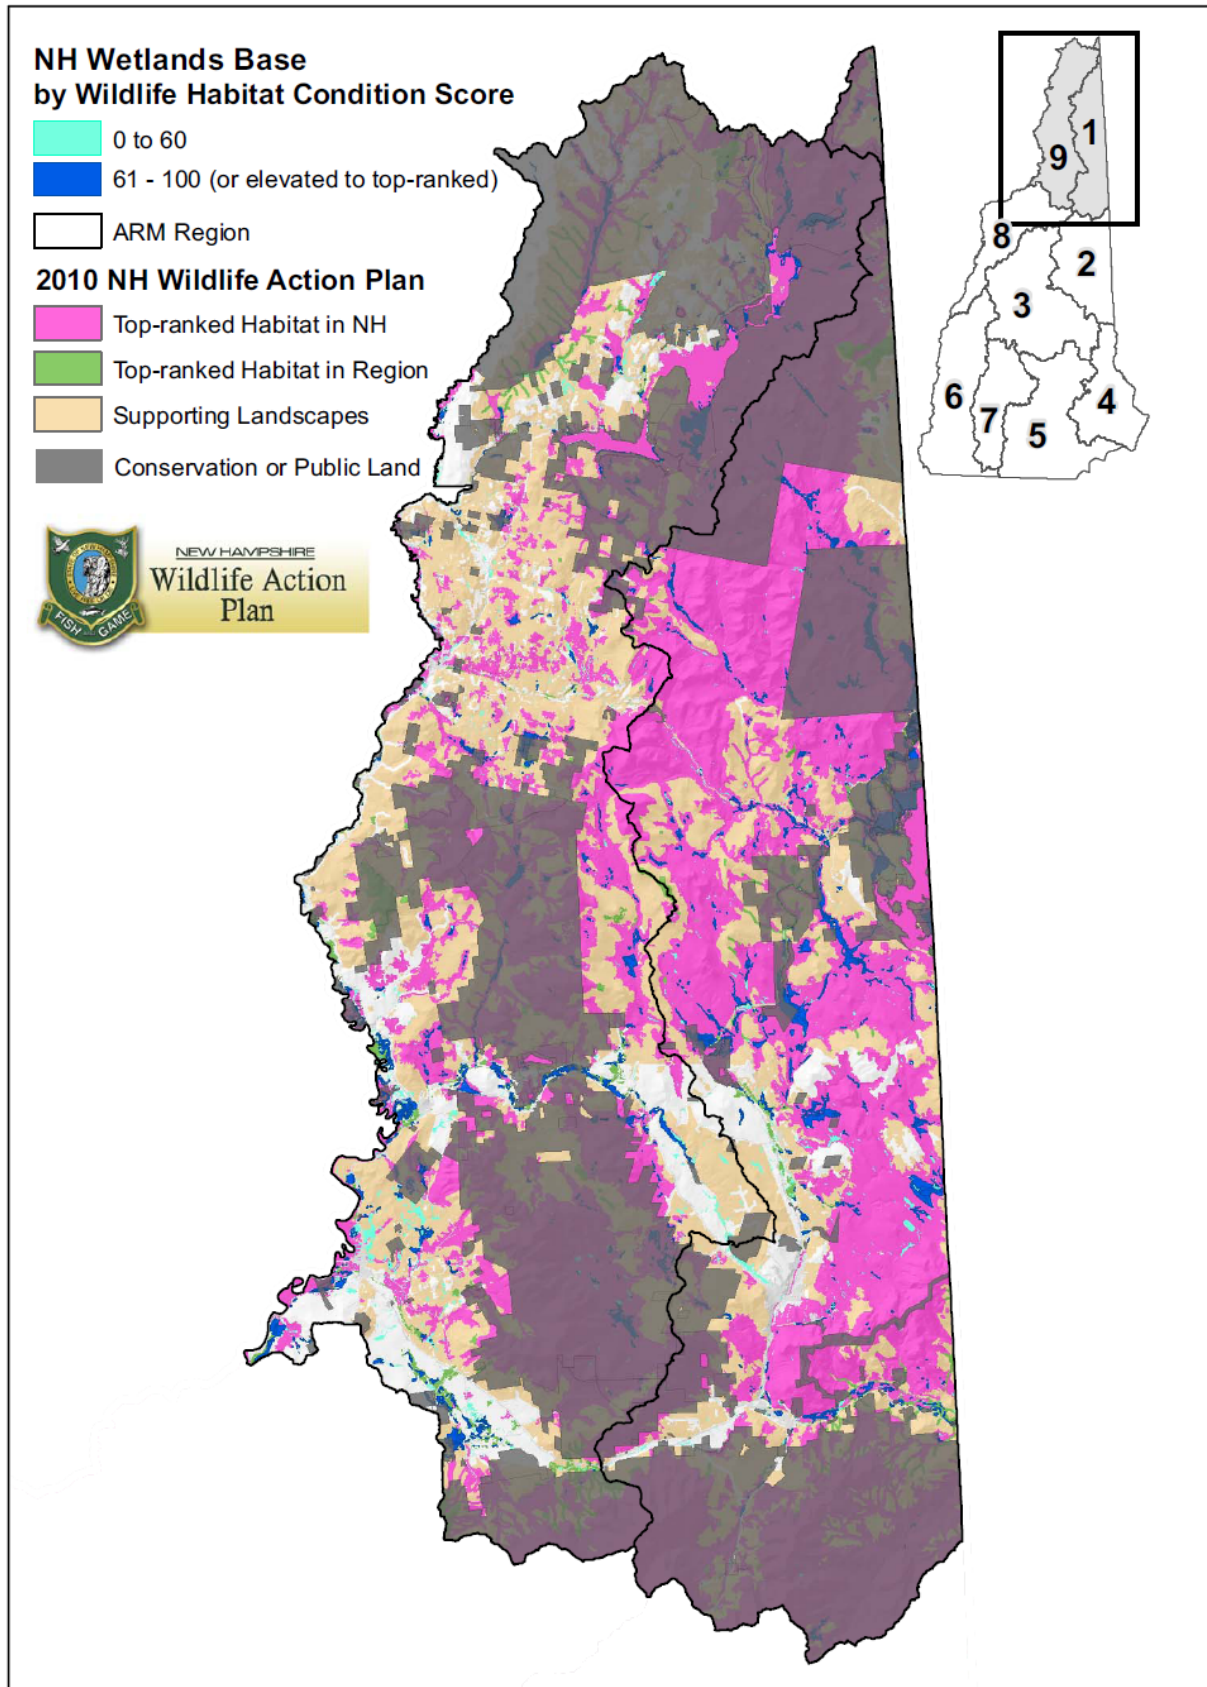 NH Wetlands Base
by Wildlife Habitat Condition Score
0 to 60
61 - 100 (or elevated to top-ranked)
ARM Region
2010 NH Wildlife Action Plan
Top-ranked Habitat in NH
Top-ranked Habitat in Region
Supporting Landscapes
Conservation or Public Land
NEW HAMPSHIRE
Wildlife Action
Plan
FISH AND GAME
1
9
8
2
3
6
7
5
4